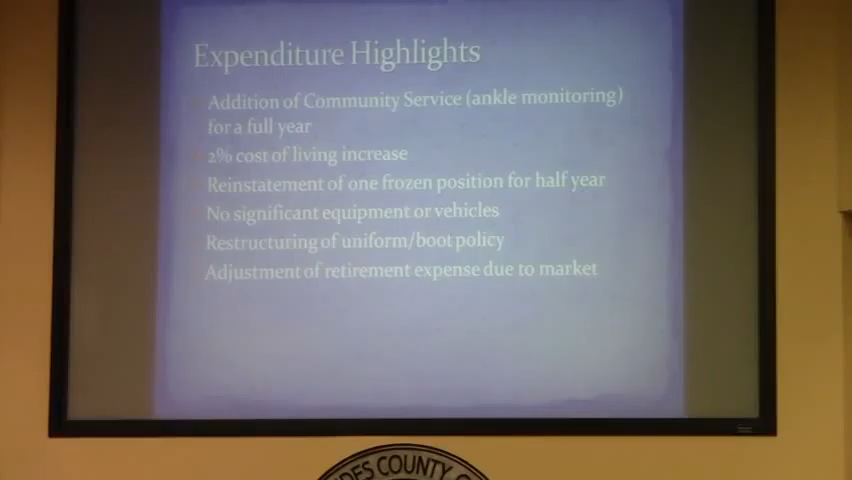 Expenditure Highlights
Addition of Community Service (ankle monitoring)
for a full year
2% cost of living increase
Reinstatement of one frozen position for half year
No significant equipment or vehicles
Restructuring of uniform/boot policy
Adjustment of retirement expense due to market
COUNTY